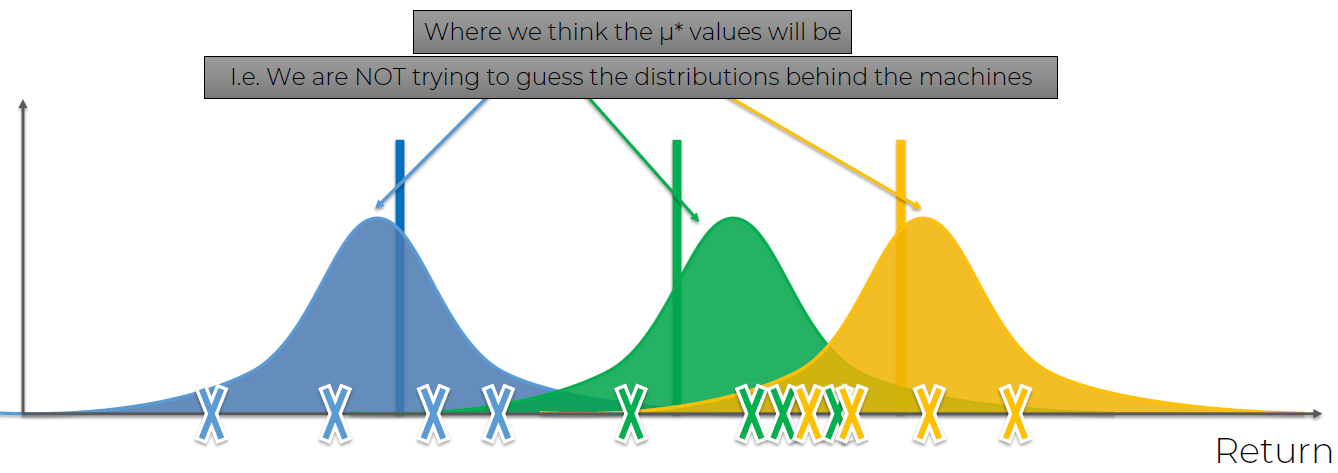 Where we think the µ* values will be
I.e. We are NOT trying to guess the distributions behind the machines
Return